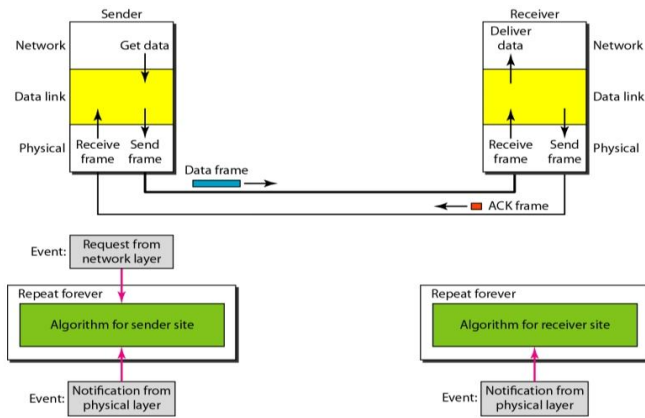 Sender
Receiver
Network
Get data
Deliver
data
Network
Data link
Data link
Physical
Receive
frame
Send
frame
Receive
frame
Send
frame
Physical
Data frame
ACK frame
Event:
Request from
network layer
Repeat forever
Algorithm for sender site
Repeat forever
Algorithm for receiver site
Event:
Notification from
physical layer
Event:
Notification from
physical layer